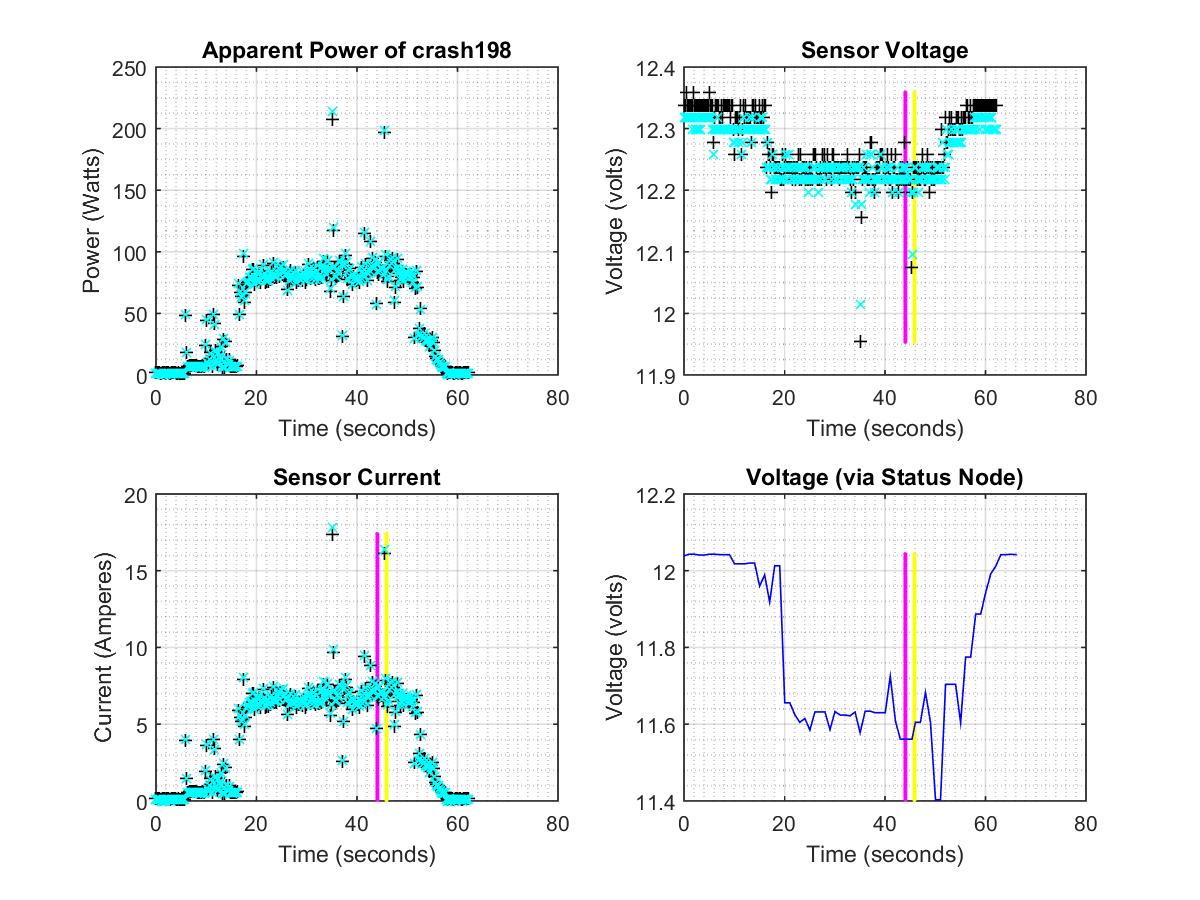 Apparent Power of crash198
250
200
150
100
50
0
Power (Watts)
0 20 40 60 80
Time (seconds)
Sensor Voltage
12.4
12.3
12.2
12.1
12
11.9
Voltage (volts)
0 20 40 60 80
Time (seconds)
Sensor Current
20
15
10
5
0
Current (Amperes)
0 20 40 60 80
Time (seconds)
Voltage (via Status Node)
12.2
12
11.8
11.6
11.4
Voltage (volts)
0 20 40 60 80
Time (seconds)